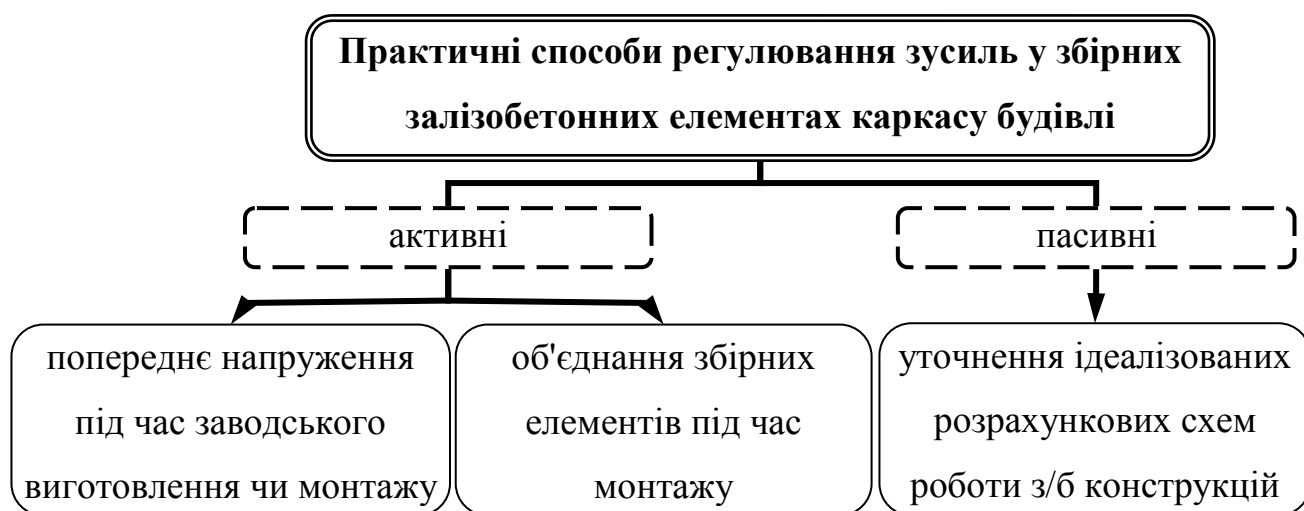 Практичні способи регулювання зусиль у збірних
залізобетонних елементах каркасу будівлі
активні
пасивні
попереднє напруження
під час заводського
виготовлення чи монтажу
об'єднання збірних
елементів під час
монтажу
уточнення ідеалізованих
розрахункових схем
роботи з/б конструкцій